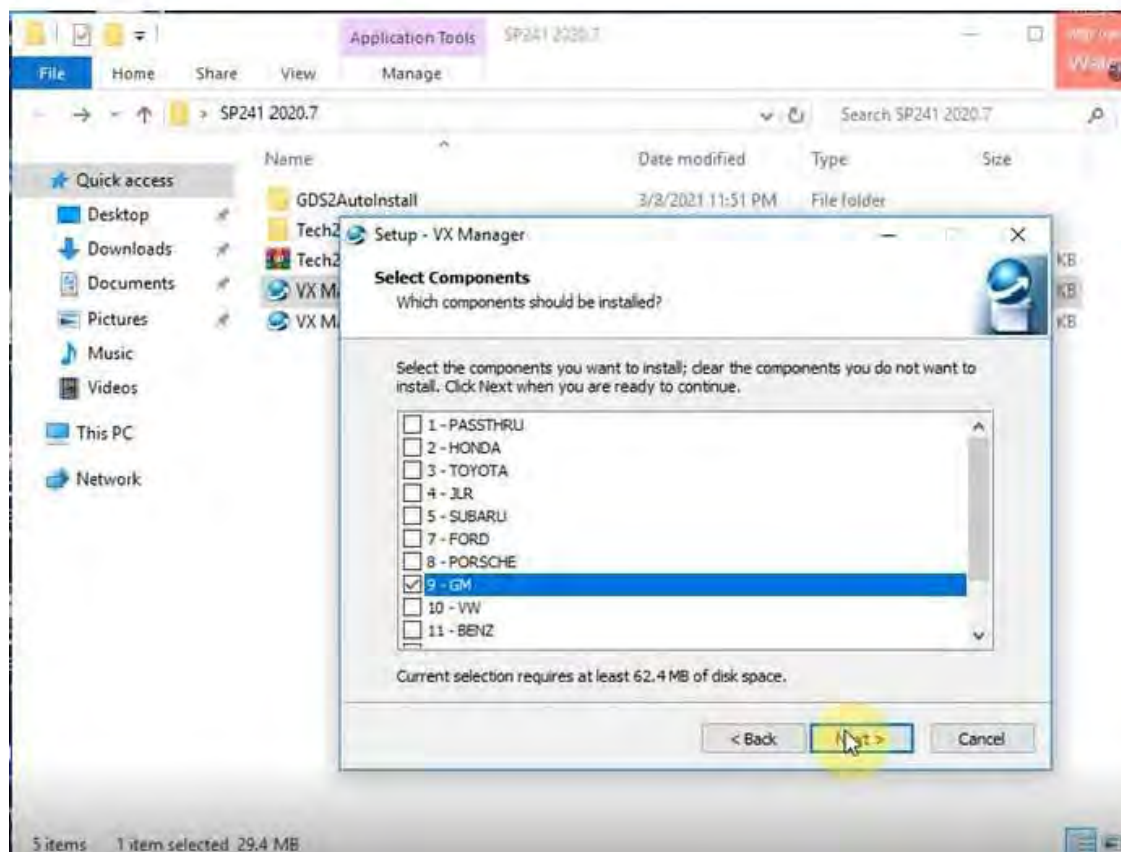 Application Tools
SP241 2020.7
File
Home
Share
View
Manage
SP241 2020.7
Search SP241 2020.7
Name
Date modified
Type
Size
Quick access
Desktop
Downloads
Documents
Pictures
Music
Videos
This PC
Network
GDS2AutoInstall
3/3/2021 11:51 PM
File folder
Tech2
Tech2
KB
VX M
KB
VX M
KB
Setup - VX Manager
Select Components
Which components should be installed?
Select the components you want to install; clear the components you do not want to
install. Click Next when you are ready to continue.
1 - PASSTHRU
2 - HONDA
3 - TOYOTA
4 - JLR
5 - SUBARU
7 - FORD
8 - PORSCHE
9 - GM
10 - VW
11 - BENZ
Current selection requires at least 62.4 MB of disk space.
< Back
Next >
Cancel
5 items
1 item selected 29.4 MB